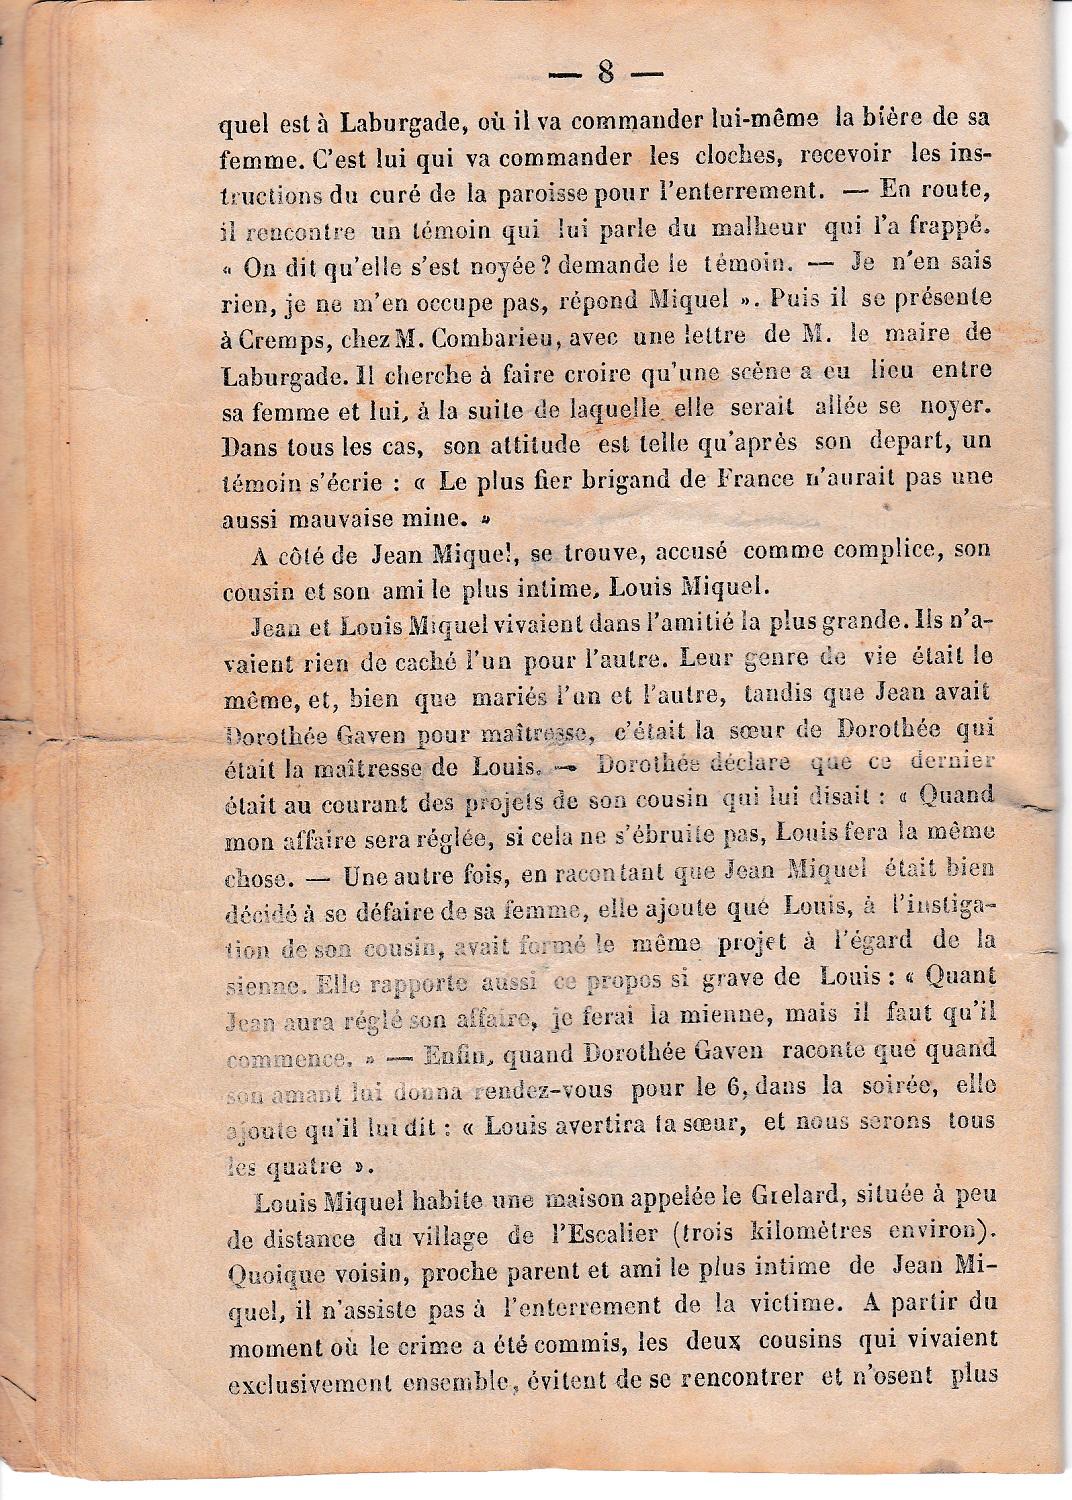 — 8 —
quel est à Laburgade, où il va commander lui-même la bière de sa
femme. C'est lui qui va commander les cloches, recevoir les ins-
tructions du curé de la paroisse pour l'enterrement. — En route,
il rencontre un témoin qui lui parle du malheur qui l'a frappé.
« On dit qu'elle s'est noyée ? demande le témoin. — Je n'en sais
rien, je ne m'en occupe pas, répond Miquel ». Puis il se présente
à Cremps, chez M. Combarieu, avec une lettre de M. le maire de
Laburgade. Il cherche à faire croire qu'une scène a eu lieu entre
sa femme et lui, à la suite de laquelle elle serait allée se noyer.
Dans tous les cas, son attitude est telle qu'après son depart, un
témoin s'écrie : « Le plus fier brigand de France n'aurait pas une
aussi mauvaise mine. »
A côté de Jean Miquel, se trouve, accusé comme complice, son
cousin et son ami le plus intime, Louis Miquel.
Jean et Louis Miquel vivaient dans l'amitié la plus grande. Ils n'a-
vaient rien de caché l'un pour l'autre. Leur genre de vie était le
même, et, bien que mariés l'un et l'autre, tandis que Jean avait
Dorothée Gaven pour maîtresse, c'était la sœur de Dorothée qui
était la maîtresse de Louis. — Dorothée déclare que ce dernier
était au courant des projets de son cousin qui lui disait : « Quand
mon affaire sera réglée, si cela ne s'ébruite pas, Louis fera la même
chose. — Une autre fois, en racontant que Jean Miquel était bien
décidé à se défaire de sa femme, elle ajoute qué Louis, à l'instiga-
tion de son cousin, avait formé le même projet à l'égard de la
sienne. Elle rapporte aussi ce propos si grave de Louis : « Quant
Jean aura réglé son affaire, je ferai la mienne, mais il faut qu'il
commence. » — Enfin, quand Dorothée Gaven raconte que quand
son amant lui donna rendez-vous pour le 6, dans la soirée, elle
ajoute qu'il lui dit : « Louis avertira ta sœur, et nous serons tous
les quatre ».
Louis Miquel habite une maison appelée le Grelard, située à peu
de distance du village de l'Escalier (trois kilomètres environ).
Quoique voisin, proche parent et ami le plus intime de Jean Mi-
quel, il n'assiste pas à l'enterrement de la victime. A partir du
moment où le crime a été commis, les deux cousins qui vivaient
exclusivement ensemble, évitent de se rencontrer et n'osent plus